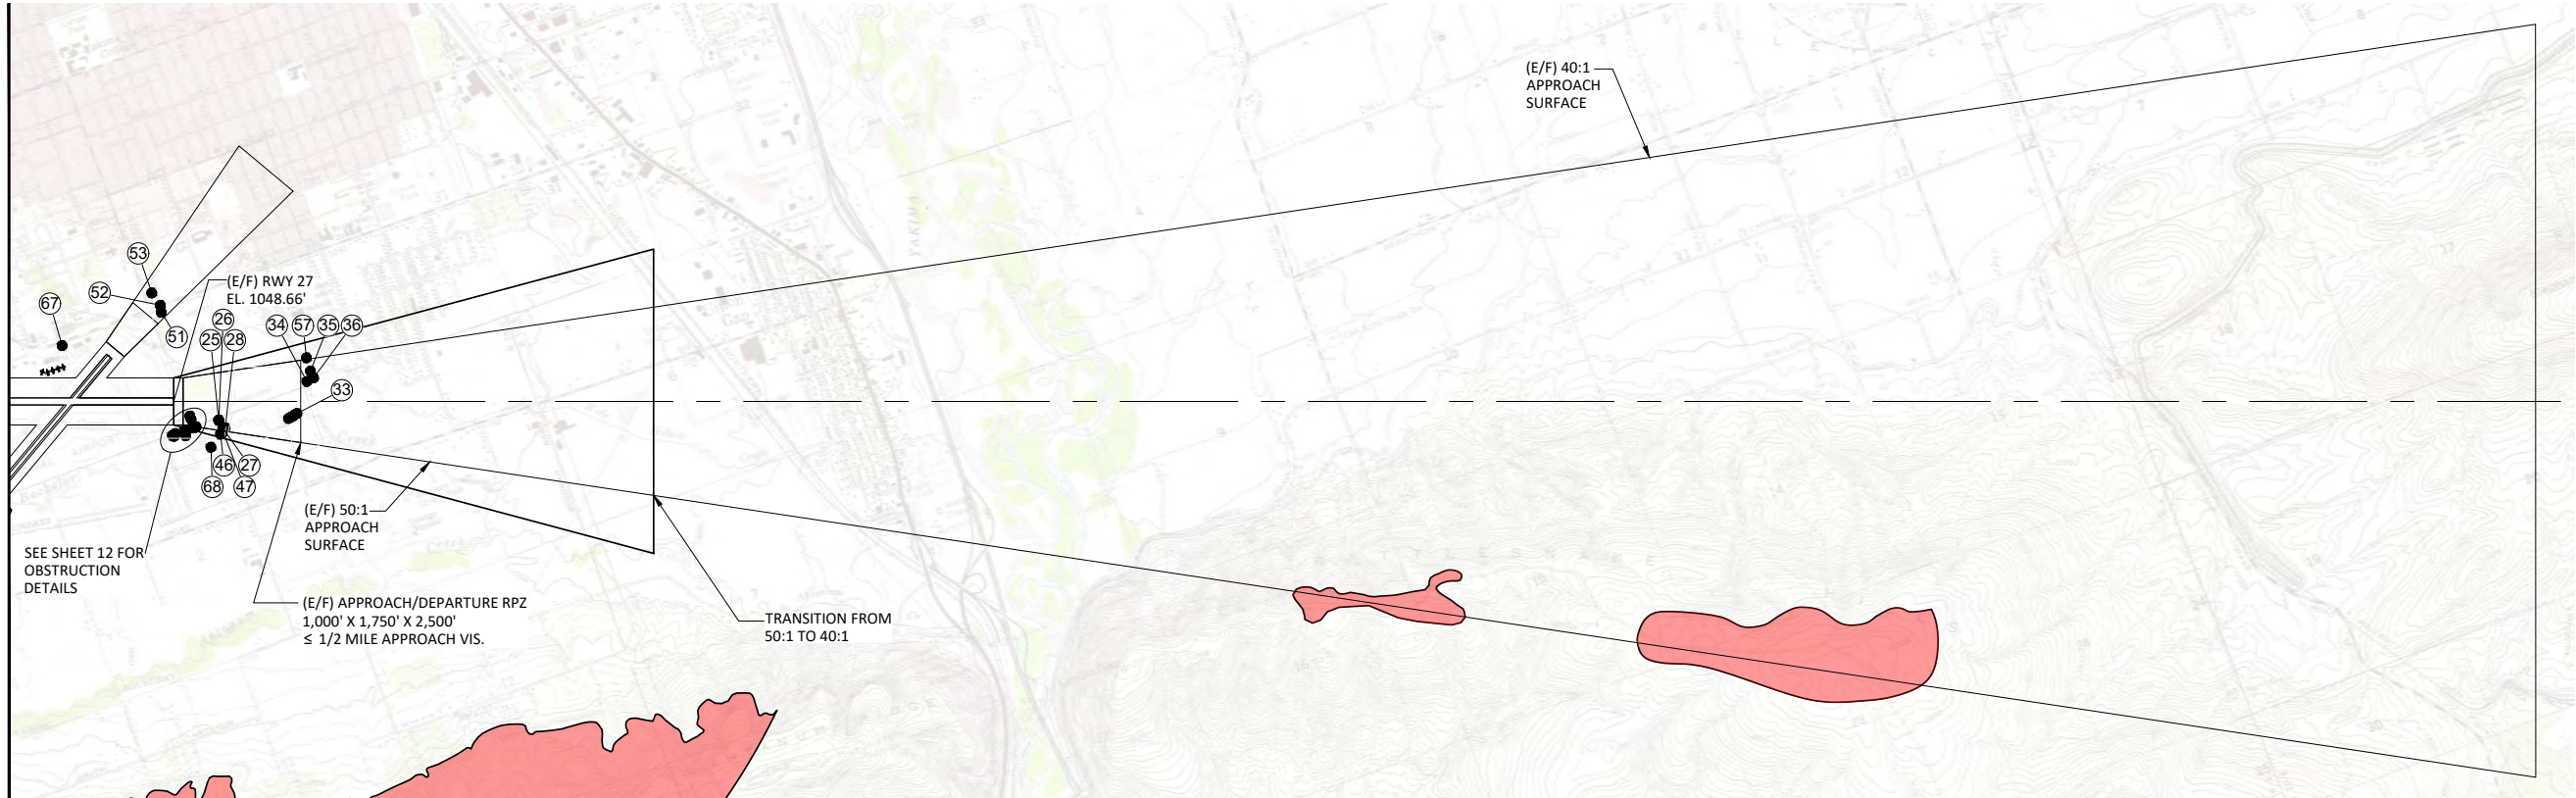 (E/F) 40:1
APPROACH
SURFACE
53
(E/F) RWY 27
EL. 1048.66'
52
67
26
34 57 35 36
51
25 28
33
46 27
68 47
(E/F) 50:1
APPROACH
SURFACE
SEE SHEET 12 FOR
OBSTRUCTION
DETAILS
(E/F) APPROACH/DEPARTURE RPZ
1,000' X 1,750' X 2,500'
≤ 1/2 MILE APPROACH VIS.
TRANSITION FROM
50:1 TO 40:1
YAKIMA
RATTLESNAKE